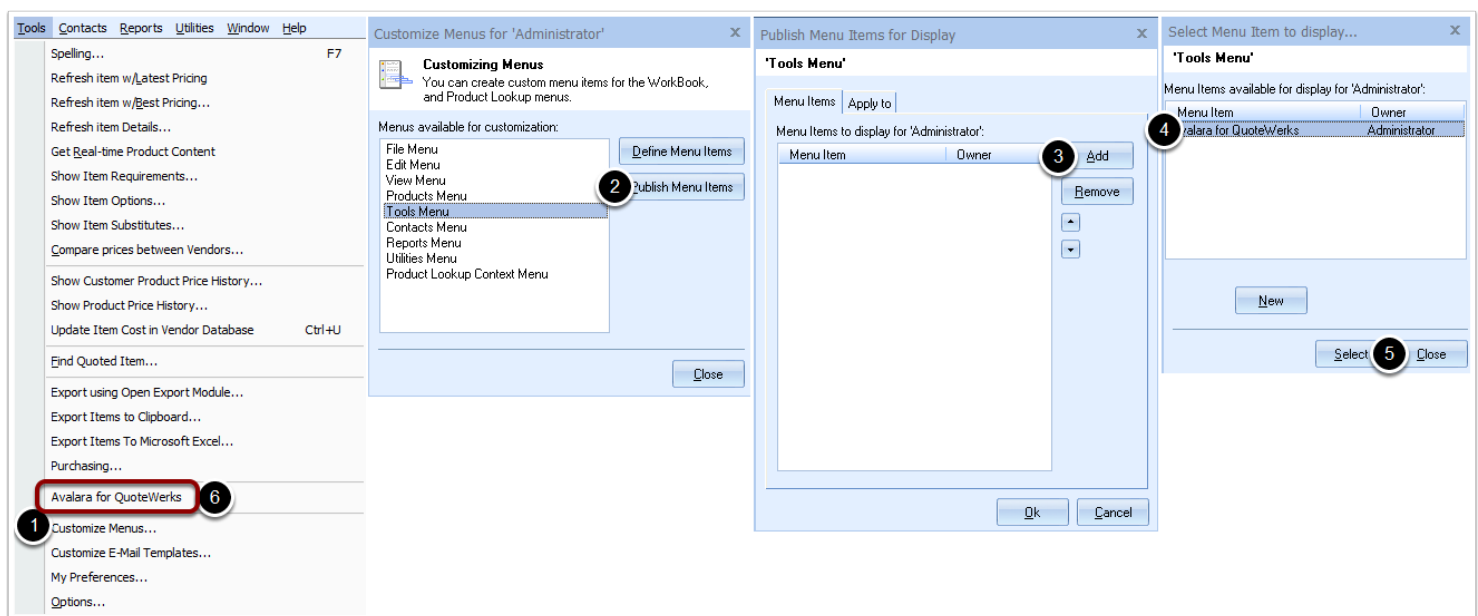 Tools Contacts Reports Utilities Window Help
Spelling... F7
Refresh item w/Latest Pricing
Refresh item w/Best Pricing...
Refresh item Details...
Get Real-time Product Content
Show Item Requirements...
Show Item Options...
Show Item Substitutes...
Compare prices between Vendors...
Show Customer Product Price History...
Show Product Price History...
Update Item Cost in Vendor Database Ctrl+U
Find Quoted Item...
Export using Open Export Module...
Export Items to Clipboard...
Export Items To Microsoft Excel...
Purchasing...
Avalara for QuoteWerks 6
1 Customize Menus...
Customize E-Mail Templates...
My Preferences...
Options...
Customize Menus for 'Administrator' X
Customizing Menus
You can create custom menu items for the WorkBook,
and Product Lookup menus.
Menus available for customization:
File Menu
Edit Menu
View Menu
Products Menu
Tools Menu
Contacts Menu
Reports Menu
Utilities Menu
Product Lookup Context Menu
Define Menu Items
2 Publish Menu Items
Close
Publish Menu Items for Display X
'Tools Menu'
Menu Items Apply to
Menu Items to display for 'Administrator':
Menu Item Owner
3 Add
Remove
Ok Cancel
Select Menu Item to display... X
'Tools Menu'
Menu Items available for display for 'Administrator':
Menu Item Owner
4 Avalara for QuoteWerks Administrator
New
Select 5 Close